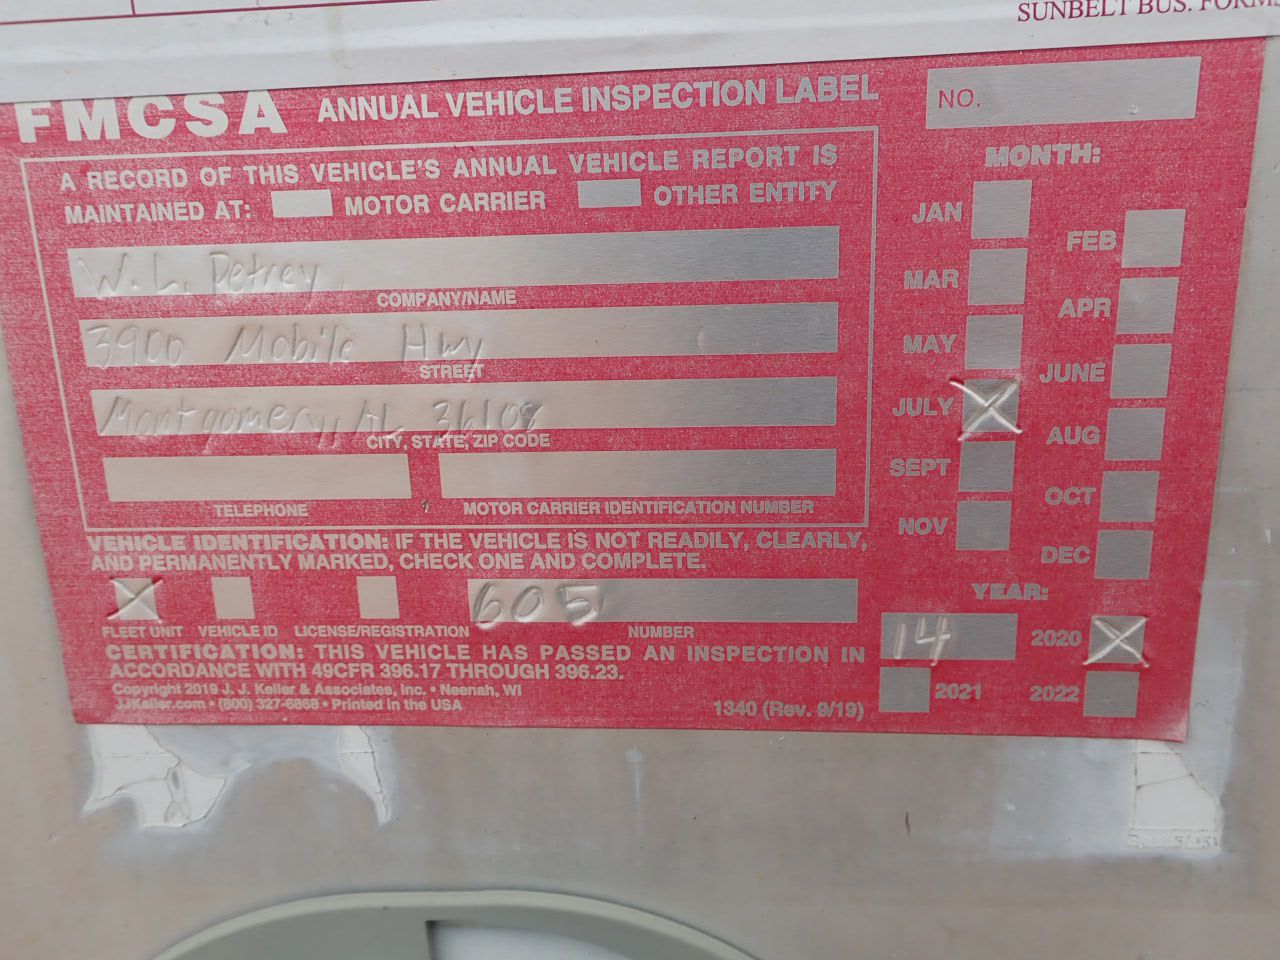 SUNBELT BUS. FORMS
FMCSA ANNUAL VEHICLE INSPECTION LABEL
NO.
A RECORD OF THIS VEHICLE'S ANNUAL VEHICLE REPORT IS
MAINTAINED AT: MOTOR CARRIER OTHER ENTITY
W. L. Petrey
COMPANY/NAME
3900 Mobile Hwy
STREET
Montgomery, AL 36108
CITY, STATE, ZIP CODE
TELEPHONE
MOTOR CARRIER IDENTIFICATION NUMBER
VEHICLE IDENTIFICATION: IF THE VEHICLE IS NOT READILY, CLEARLY,
AND PERMANENTLY MARKED, CHECK ONE AND COMPLETE.
605
FLEET UNIT VEHICLE ID LICENSE/REGISTRATION NUMBER
CERTIFICATION: THIS VEHICLE HAS PASSED AN INSPECTION IN
ACCORDANCE WITH 49CFR 396.17 THROUGH 396.23.
Copyright 2019 J. J. Keller & Associates, Inc. • Neenah, WI
JJKeller.com • (800) 327-6868 • Printed in the USA
1340 (Rev. 9/19)
MONTH:
JAN
FEB
MAR
APR
MAY
JUNE
JULY
AUG
SEPT
OCT
NOV
DEC
YEAR:
14 2020
2021 2022